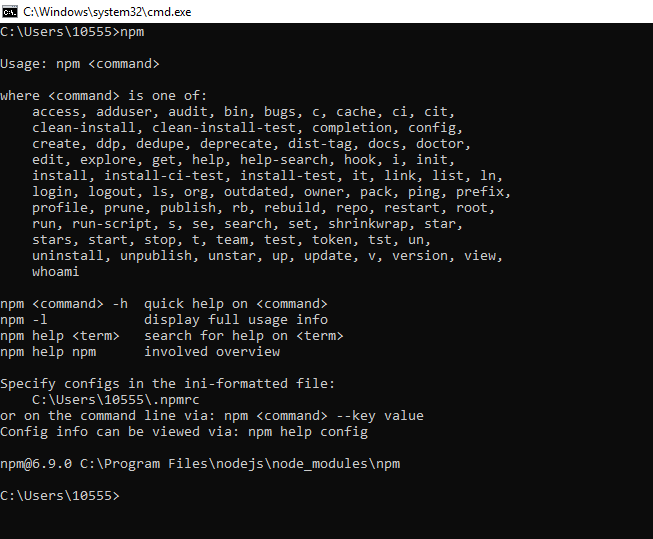 C:\Windows\system32\cmd.exe
C:\Users\10555>npm
Usage: npm <command>
where <command> is one of:
    access, adduser, audit, bin, bugs, c, cache, ci, cit,
    clean-install, clean-install-test, completion, config,
    create, ddp, dedupe, deprecate, dist-tag, docs, doctor,
    edit, explore, get, help, help-search, hook, i, init,
    install, install-ci-test, install-test, it, link, list, ln,
    login, logout, ls, org, outdated, owner, pack, ping, prefix,
    profile, prune, publish, rb, rebuild, repo, restart, root,
    run, run-script, s, se, search, set, shrinkwrap, star,
    stars, start, stop, t, team, test, token, tst, un,
    uninstall, unpublish, unstar, up, update, v, version, view,
    whoami
npm <command> -h  quick help on <command>
npm -l            display full usage info
npm help <term>   search for help on <term>
npm help npm      involved overview
Specify configs in the ini-formatted file:
    C:\Users\10555\.npmrc
or on the command line via: npm <command> --key value
Config info can be viewed via: npm help config
npm@6.9.0 C:\Program Files\nodejs\node_modules\npm
C:\Users\10555>